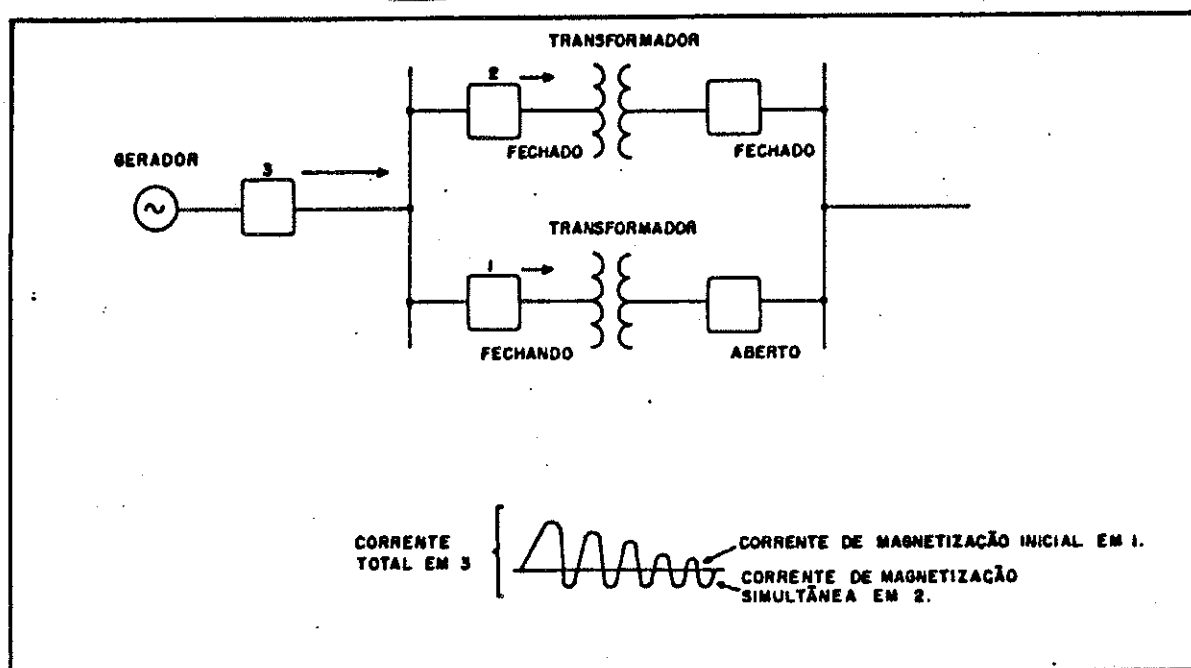 TRANSFORMADOR
2
FECHADO
FECHADO
GERADOR
3
TRANSFORMADOR
1
FECHANDO
ABERTO
CORRENTE
TOTAL EM 3
CORRENTE DE MAGNETIZAÇÃO INICIAL EM 1.
CORRENTE DE MAGNETIZAÇÃO
SIMULTÂNEA EM 2.